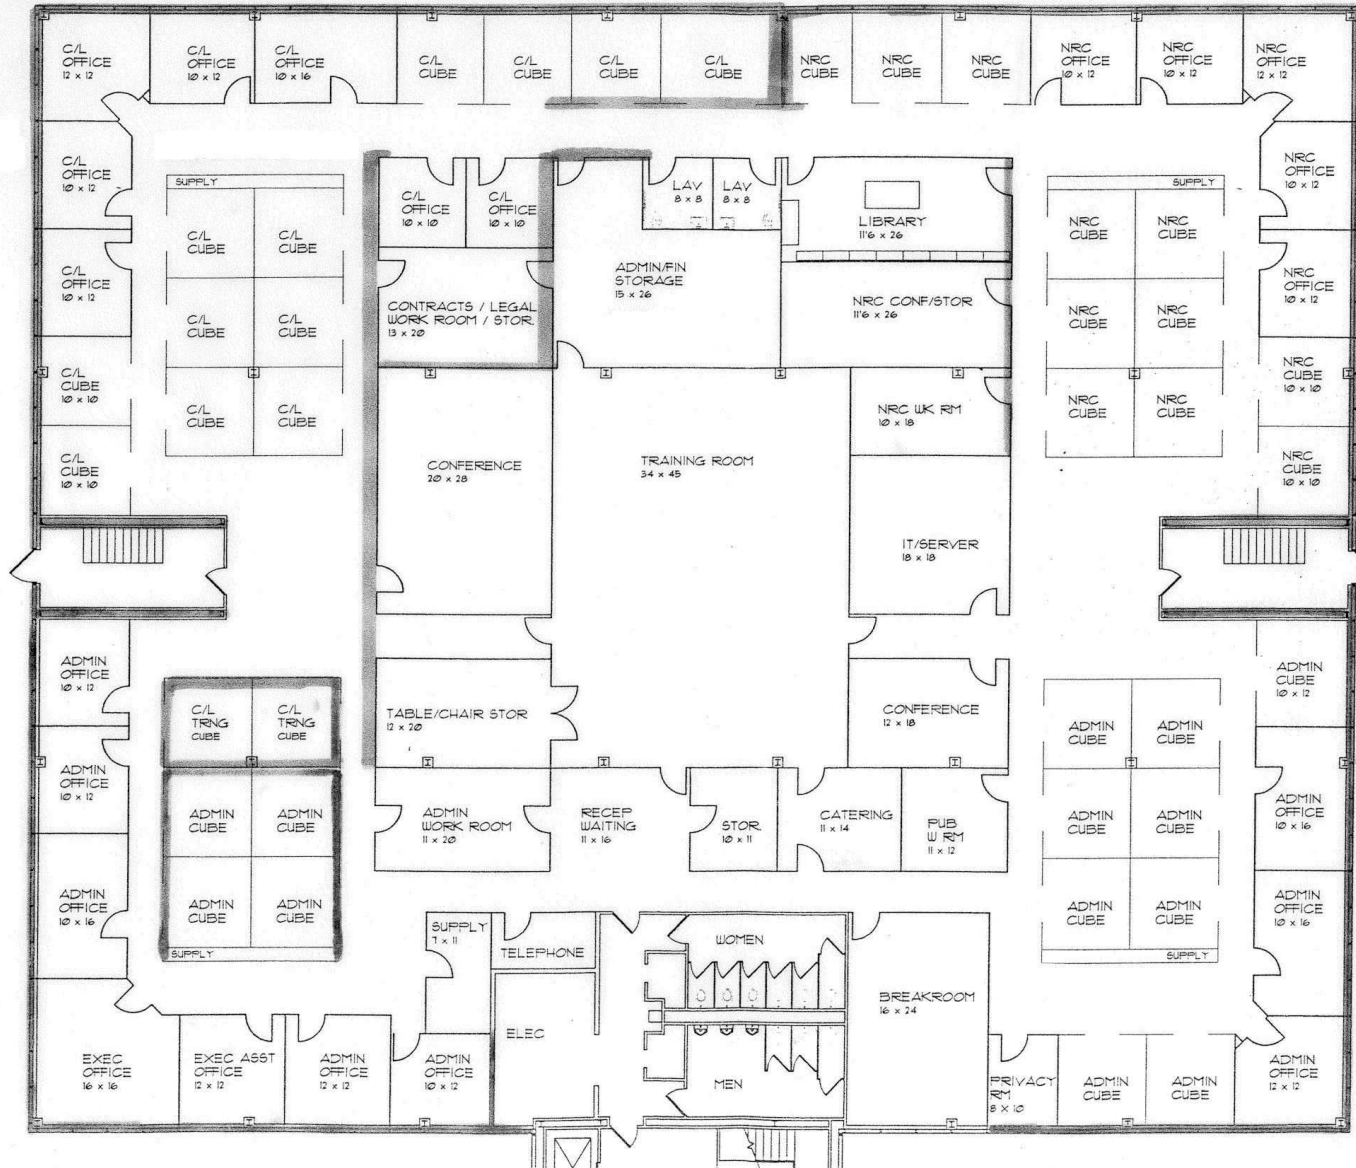 C/L
OFFICE
12 x 12
C/L
OFFICE
10 x 12
C/L
OFFICE
10 x 16
C/L
CUBE
C/L
CUBE
C/L
CUBE
C/L
CUBE
NRC
CUBE
NRC
CUBE
NRC
CUBE
NRC
OFFICE
10 x 12
NRC
OFFICE
10 x 12
NRC
OFFICE
12 x 12
C/L
OFFICE
10 x 12
SUPPLY
C/L
OFFICE
10 x 10
C/L
OFFICE
10 x 10
LAV
8 x 8
LAV
8 x 8
LIBRARY
11'6 x 26
SUPPLY
NRC
OFFICE
10 x 12
C/L
CUBE
C/L
CUBE
NRC
CUBE
NRC
CUBE
C/L
OFFICE
10 x 12
ADMIN/FIN
STORAGE
15 x 26
NRC
OFFICE
10 x 12
CONTRACTS / LEGAL
WORK ROOM / STOR.
13 x 20
NRC CONF/STOR
11'6 x 26
C/L
CUBE
C/L
CUBE
NRC
CUBE
NRC
CUBE
C/L
CUBE
10 x 10
NRC
CUBE
10 x 10
C/L
CUBE
C/L
CUBE
NRC WK RM
10 x 18
NRC
CUBE
NRC
CUBE
C/L
CUBE
10 x 10
CONFERENCE
20 x 28
TRAINING ROOM
34 x 45
NRC
CUBE
10 x 10
IT/SERVER
18 x 18
ADMIN
OFFICE
10 x 12
ADMIN
CUBE
10 x 12
C/L
TRNG
CUBE
C/L
TRNG
CUBE
TABLE/CHAIR STOR
12 x 20
CONFERENCE
12 x 18
ADMIN
CUBE
ADMIN
CUBE
ADMIN
OFFICE
10 x 12
ADMIN
OFFICE
10 x 16
ADMIN
CUBE
ADMIN
CUBE
ADMIN
WORK ROOM
11 x 20
RECEP
WAITING
11 x 16
STOR.
10 x 11
CATERING
11 x 14
PUB
W RM
11 x 12
ADMIN
CUBE
ADMIN
CUBE
ADMIN
OFFICE
10 x 16
ADMIN
CUBE
ADMIN
CUBE
SUPPLY
SUPPLY
7 x 11
TELEPHONE
WOMEN
ADMIN
CUBE
ADMIN
CUBE
SUPPLY
ADMIN
OFFICE
10 x 16
BREAKROOM
16 x 24
ELEC
EXEC
OFFICE
16 x 16
EXEC ASST
OFFICE
12 x 12
ADMIN
OFFICE
12 x 12
ADMIN
OFFICE
10 x 12
MEN
PRIVACY
RM
8 x 10
ADMIN
CUBE
ADMIN
CUBE
ADMIN
OFFICE
12 x 12